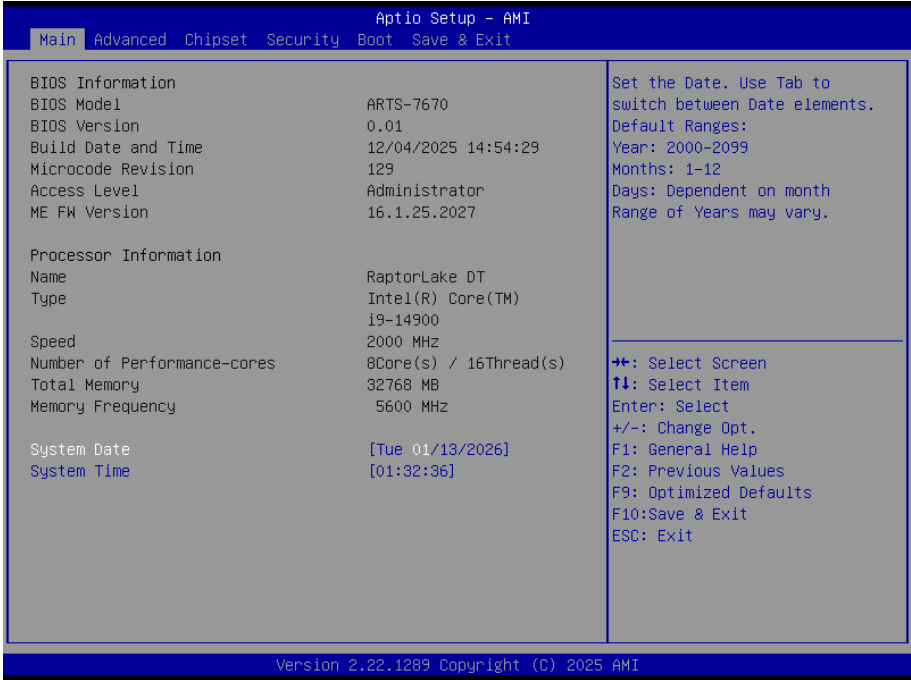 Aptio Setup – AMI
Main Advanced Chipset Security Boot Save & Exit
BIOS Information
BIOS Model ARTS-7670
BIOS Version 0.01
Build Date and Time 12/04/2025 14:54:29
Microcode Revision 129
Access Level Administrator
ME FW Version 16.1.25.2027
Processor Information
Name RaptorLake DT
Type Intel(R) Core(TM)
i9-14900
Speed 2000 MHz
Number of Performance-cores 8Core(s) / 16Thread(s)
Total Memory 32768 MB
Memory Frequency 5600 MHz
System Date [Tue 01/13/2026]
System Time [01:32:36]
Set the Date. Use Tab to
switch between Date elements.
Default Ranges:
Year: 2000-2099
Months: 1-12
Days: Dependent on month
Range of Years may vary.
→←: Select Screen
↑↓: Select Item
Enter: Select
+/-: Change Opt.
F1: General Help
F2: Previous Values
F9: Optimized Defaults
F10:Save & Exit
ESC: Exit
Version 2.22.1289 Copyright (C) 2025 AMI